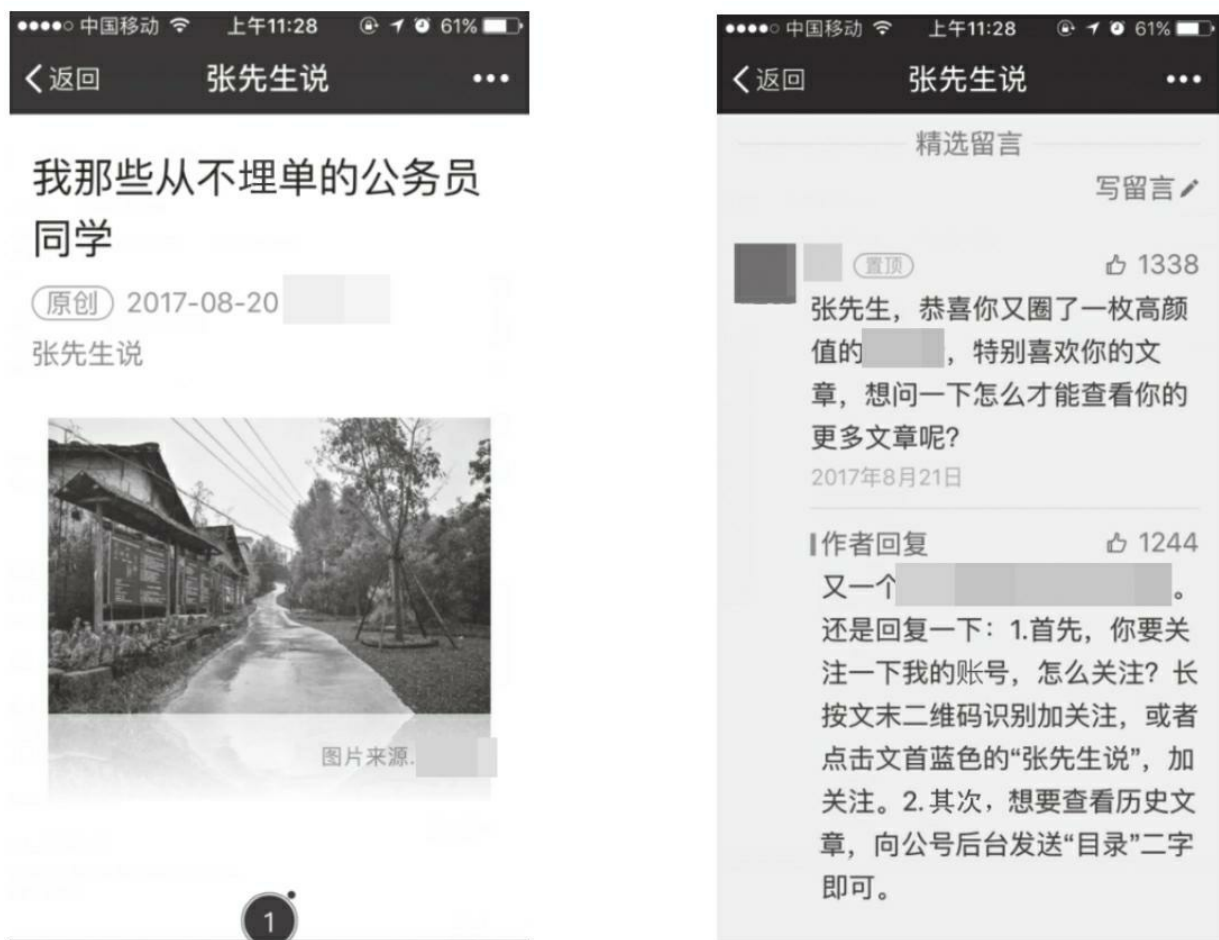 中国移动 上午11:28 61%
返回 张先生说
我那些从不埋单的公务员
同学
原创 2017-08-20
张先生说
图片来源.
1
中国移动 上午11:28 61%
返回 张先生说
精选留言
写留言
置顶 1338
张先生，恭喜你又圈了一枚高颜
值的 ，特别喜欢你的文
章，想问一下怎么才能查看你的
更多文章呢？
2017年8月21日
作者回复 1244
又一个 。
还是回复一下：1.首先，你要关
注一下我的账号，怎么关注？长
按文末二维码识别加关注，或者
点击文首蓝色的“张先生说”，加
关注。2.其次，想要查看历史文
章，向公号后台发送“目录”二字
即可。